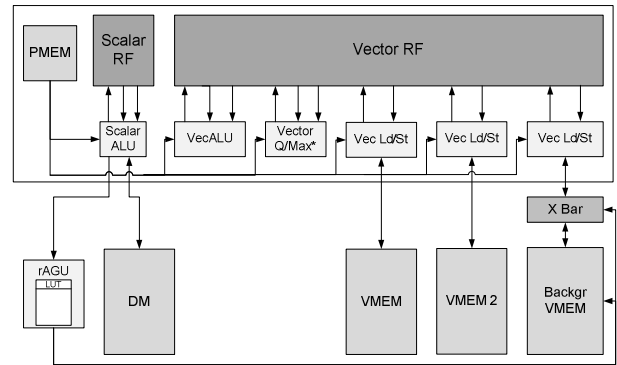 PMEM
Scalar
RF
Vector RF
Scalar
ALU
VecALU
Vector
Q/Max*
Vec Ld/St
Vec Ld/St
Vec Ld/St
X Bar
rAGU
LUT
DM
VMEM
VMEM 2
Backgr
VMEM